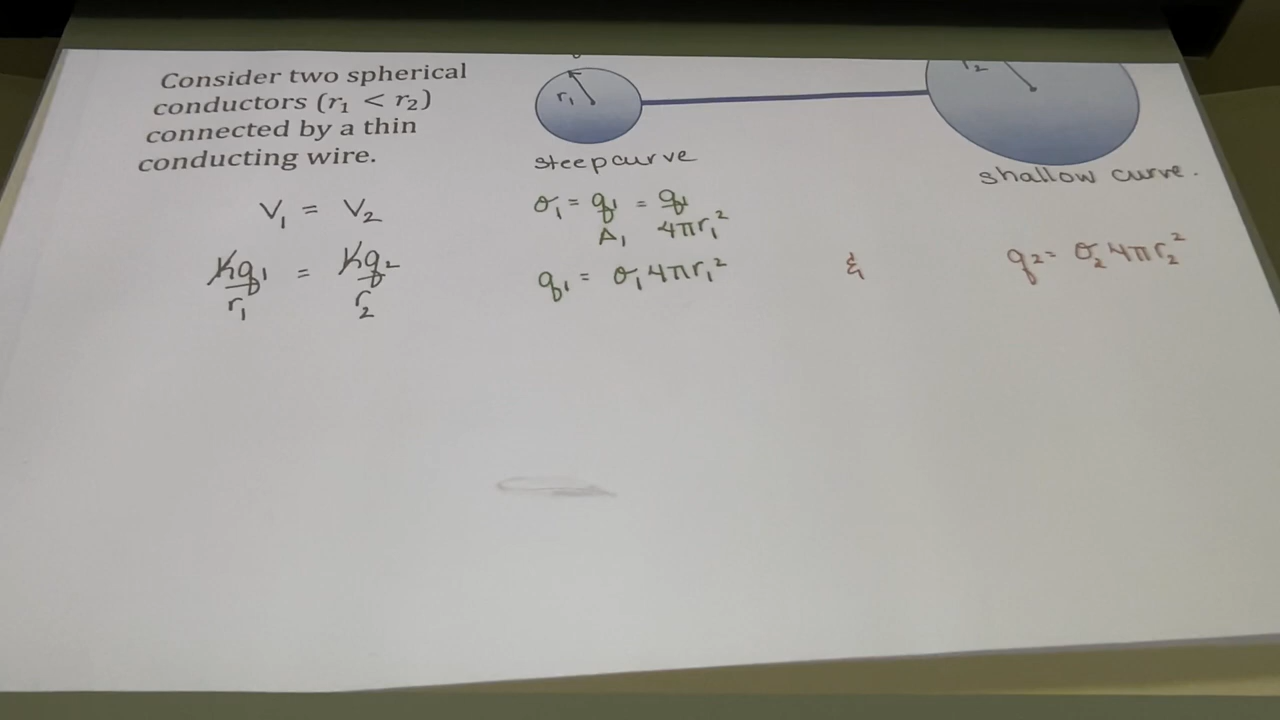 Consider two spherical
conductors (r₁ < r₂)
connected by a thin
conducting wire.
r₁
r₂
steep curve
shallow curve.
V₁ = V₂
σ₁ = q₁/A₁ = q₁/4πr₁²
Kq₁/r₁ = Kq₂/r₂
q₁ = σ₁4πr₁² & q₂ = σ₂4πr₂²